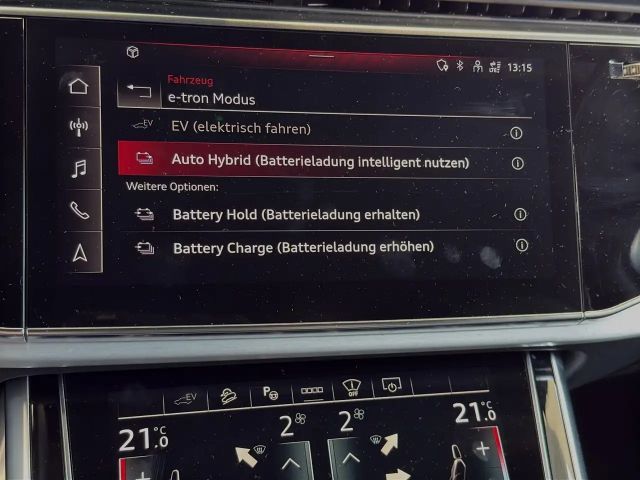 13:15
Fahrzeug
e-tron Modus
EV
EV (elektrisch fahren)
Auto Hybrid (Batterieladung intelligent nutzen)
Weitere Optionen:
Battery Hold (Batterieladung erhalten)
Battery Charge (Batterieladung erhöhen)
EV
P
OFF
21.0 °C
2
2
21.0 °C